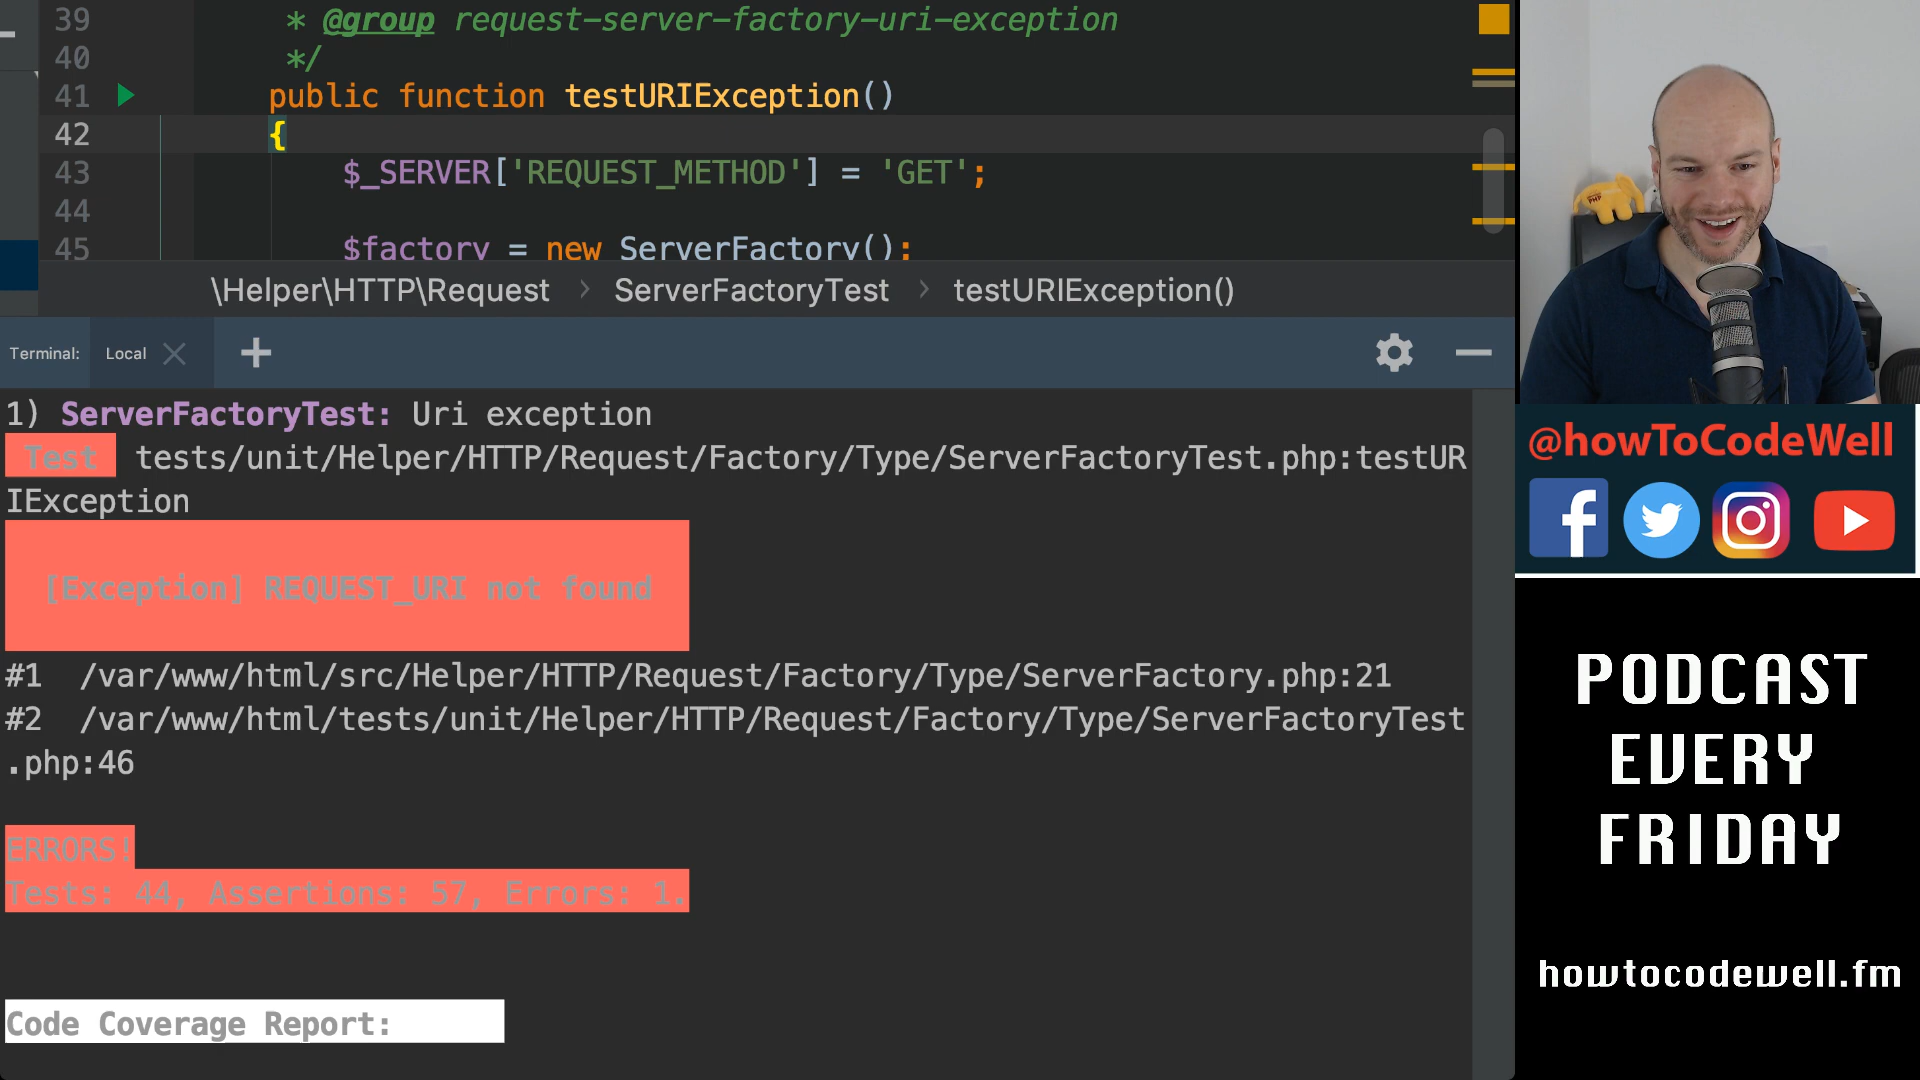 39 * @group request-server-factory-uri-exception
40 */
41 public function testURIException()
42 {
43 $_SERVER['REQUEST_METHOD'] = 'GET';
44
45 $factory = new ServerFactory();
\Helper\HTTP\Request › ServerFactoryTest › testURIException()
Terminal: Local
1) ServerFactoryTest: Uri exception
Test tests/unit/Helper/HTTP/Request/Factory/Type/ServerFactoryTest.php:testUR
IException
[Exception] REQUEST_URI not found
#1 /var/www/html/src/Helper/HTTP/Request/Factory/Type/ServerFactory.php:21
#2 /var/www/html/tests/unit/Helper/HTTP/Request/Factory/Type/ServerFactoryTest
.php:46
ERRORS!
Tests: 44, Assertions: 57, Errors: 1.
Code Coverage Report:
PHP
@howToCodeWell
PODCAST
EVERY
FRIDAY
howtocodewell.fm